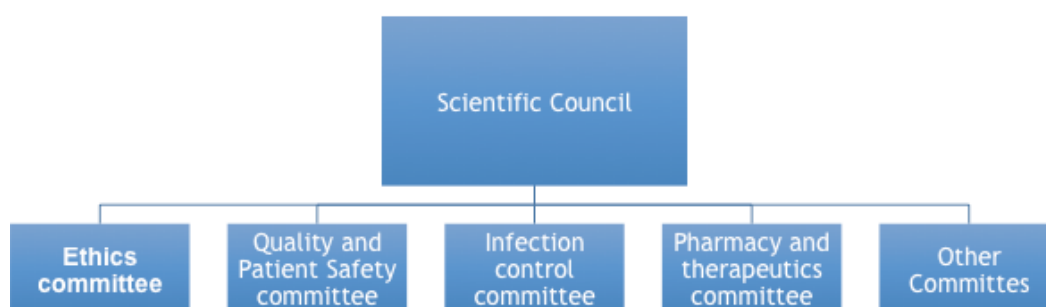 Scientific Council
Ethics
committee
Quality and
Patient Safety
committee
Infection
control
committee
Pharmacy and
therapeutics
committee
Other
Committes